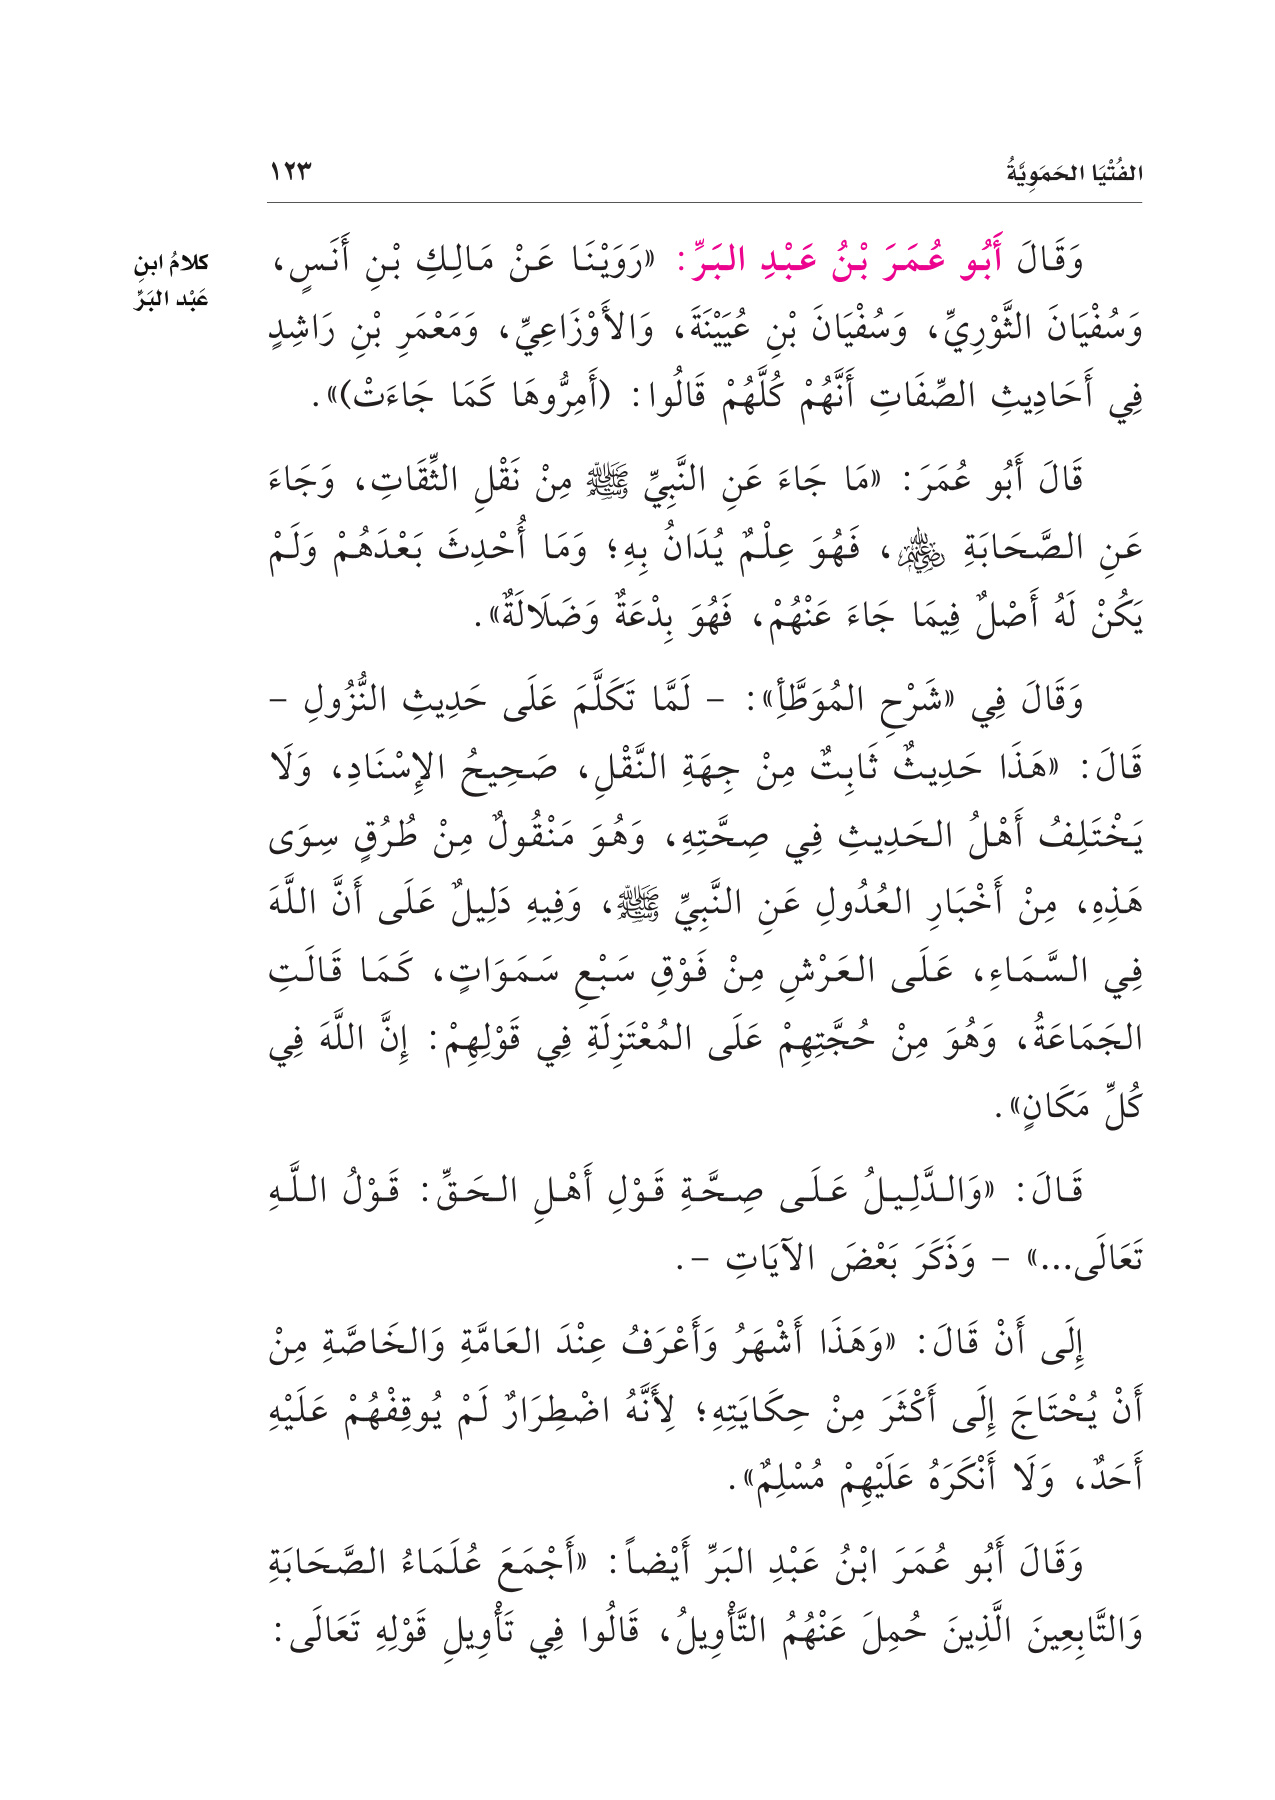 الفُتْيَا الحَمَوِيَّةُ
١٢٣
كلامُ ابنِ
عَبْد البَرِّ
وَقَالَ أَبُو عُمَرَ بْنُ عَبْدِ البَرِّ: «رَوَيْنَا عَنْ مَالِكِ بْنِ أَنَسٍ،
وَسُفْيَانَ الثَّوْرِيِّ، وَسُفْيَانَ بْنِ عُيَيْنَةَ، وَالأَوْزَاعِيِّ، وَمَعْمَرِ بْنِ رَاشِدٍ
فِي أَحَادِيثِ الصِّفَاتِ أَنَّهُمْ كُلَّهُمْ قَالُوا: (أَمِرُّوهَا كَمَا جَاءَتْ)».
قَالَ أَبُو عُمَرَ: «مَا جَاءَ عَنِ النَّبِيِّ ﷺ مِنْ نَقْلِ الثِّقَاتِ، وَجَاءَ
عَنِ الصَّحَابَةِ ﵃، فَهُوَ عِلْمٌ يُدَانُ بِهِ؛ وَمَا أُحْدِثَ بَعْدَهُمْ وَلَمْ
يَكُنْ لَهُ أَصْلٌ فِيمَا جَاءَ عَنْهُمْ، فَهُوَ بِدْعَةٌ وَضَلَالَةٌ».
وَقَالَ فِي «شَرْحِ المُوَطَّأِ»: - لَمَّا تَكَلَّمَ عَلَى حَدِيثِ النُّزُولِ -
قَالَ: «هَذَا حَدِيثٌ ثَابِتٌ مِنْ جِهَةِ النَّقْلِ، صَحِيحُ الإِسْنَادِ، وَلَا
يَخْتَلِفُ أَهْلُ الحَدِيثِ فِي صِحَّتِهِ، وَهُوَ مَنْقُولٌ مِنْ طُرُقٍ سِوَى
هَذِهِ، مِنْ أَخْبَارِ العُدُولِ عَنِ النَّبِيِّ ﷺ، وَفِيهِ دَلِيلٌ عَلَى أَنَّ اللَّهَ
فِي السَّمَاءِ، عَلَى العَرْشِ مِنْ فَوْقِ سَبْعِ سَمَوَاتٍ، كَمَا قَالَتِ
الجَمَاعَةُ، وَهُوَ مِنْ حُجَّتِهِمْ عَلَى المُعْتَزِلَةِ فِي قَوْلِهِمْ: إِنَّ اللَّهَ فِي
كُلِّ مَكَانٍ».
قَالَ: «وَالدَّلِيلُ عَلَى صِحَّةِ قَوْلِ أَهْلِ الحَقِّ: قَوْلُ اللَّهِ
تَعَالَى...» - وَذَكَرَ بَعْضَ الآيَاتِ -.
إِلَى أَنْ قَالَ: «وَهَذَا أَشْهَرُ وَأَعْرَفُ عِنْدَ العَامَّةِ وَالخَاصَّةِ مِنْ
أَنْ يُحْتَاجَ إِلَى أَكْثَرَ مِنْ حِكَايَتِهِ؛ لِأَنَّهُ اضْطِرَارٌ لَمْ يُوقِفْهُمْ عَلَيْهِ
أَحَدٌ، وَلَا أَنْكَرَهُ عَلَيْهِمْ مُسْلِمٌ».
وَقَالَ أَبُو عُمَرَ ابْنُ عَبْدِ البَرِّ أَيْضاً: «أَجْمَعَ عُلَمَاءُ الصَّحَابَةِ
وَالتَّابِعِينَ الَّذِينَ حُمِلَ عَنْهُمُ التَّأْوِيلُ، قَالُوا فِي تَأْوِيلِ قَوْلِهِ تَعَالَى: